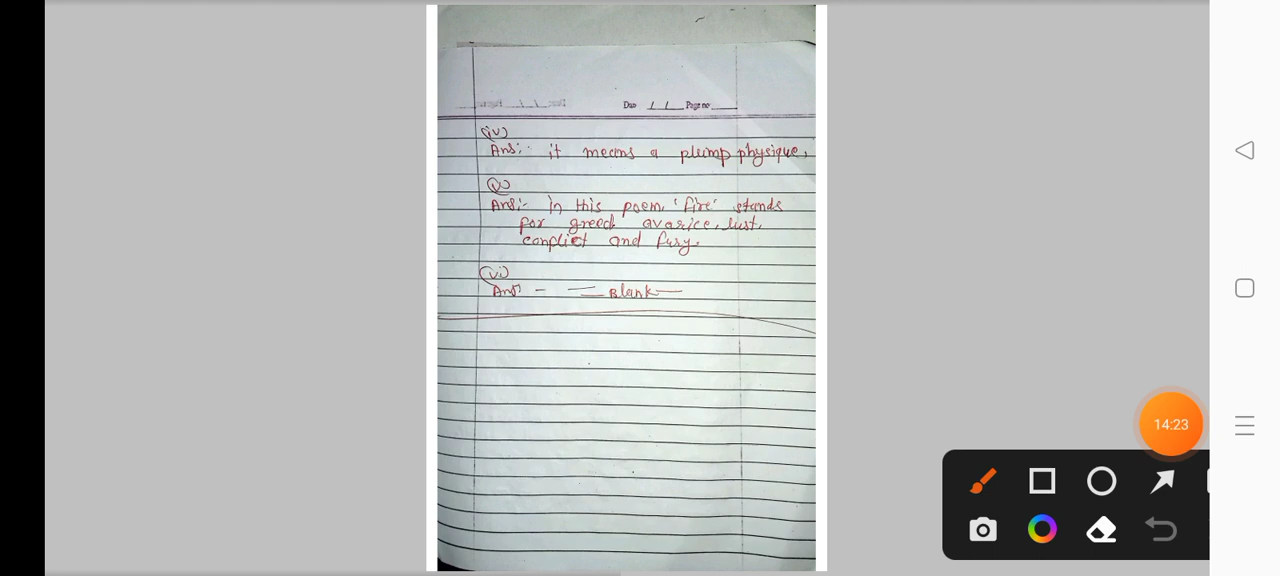 Date / / Page no
(iv)
Ans:- it means a plump physique,
(v)
Ans:- in this poem, 'fire' stands
for greed avarice, lust,
conflict and fury.
(vi)
Ans - Blank
14:23